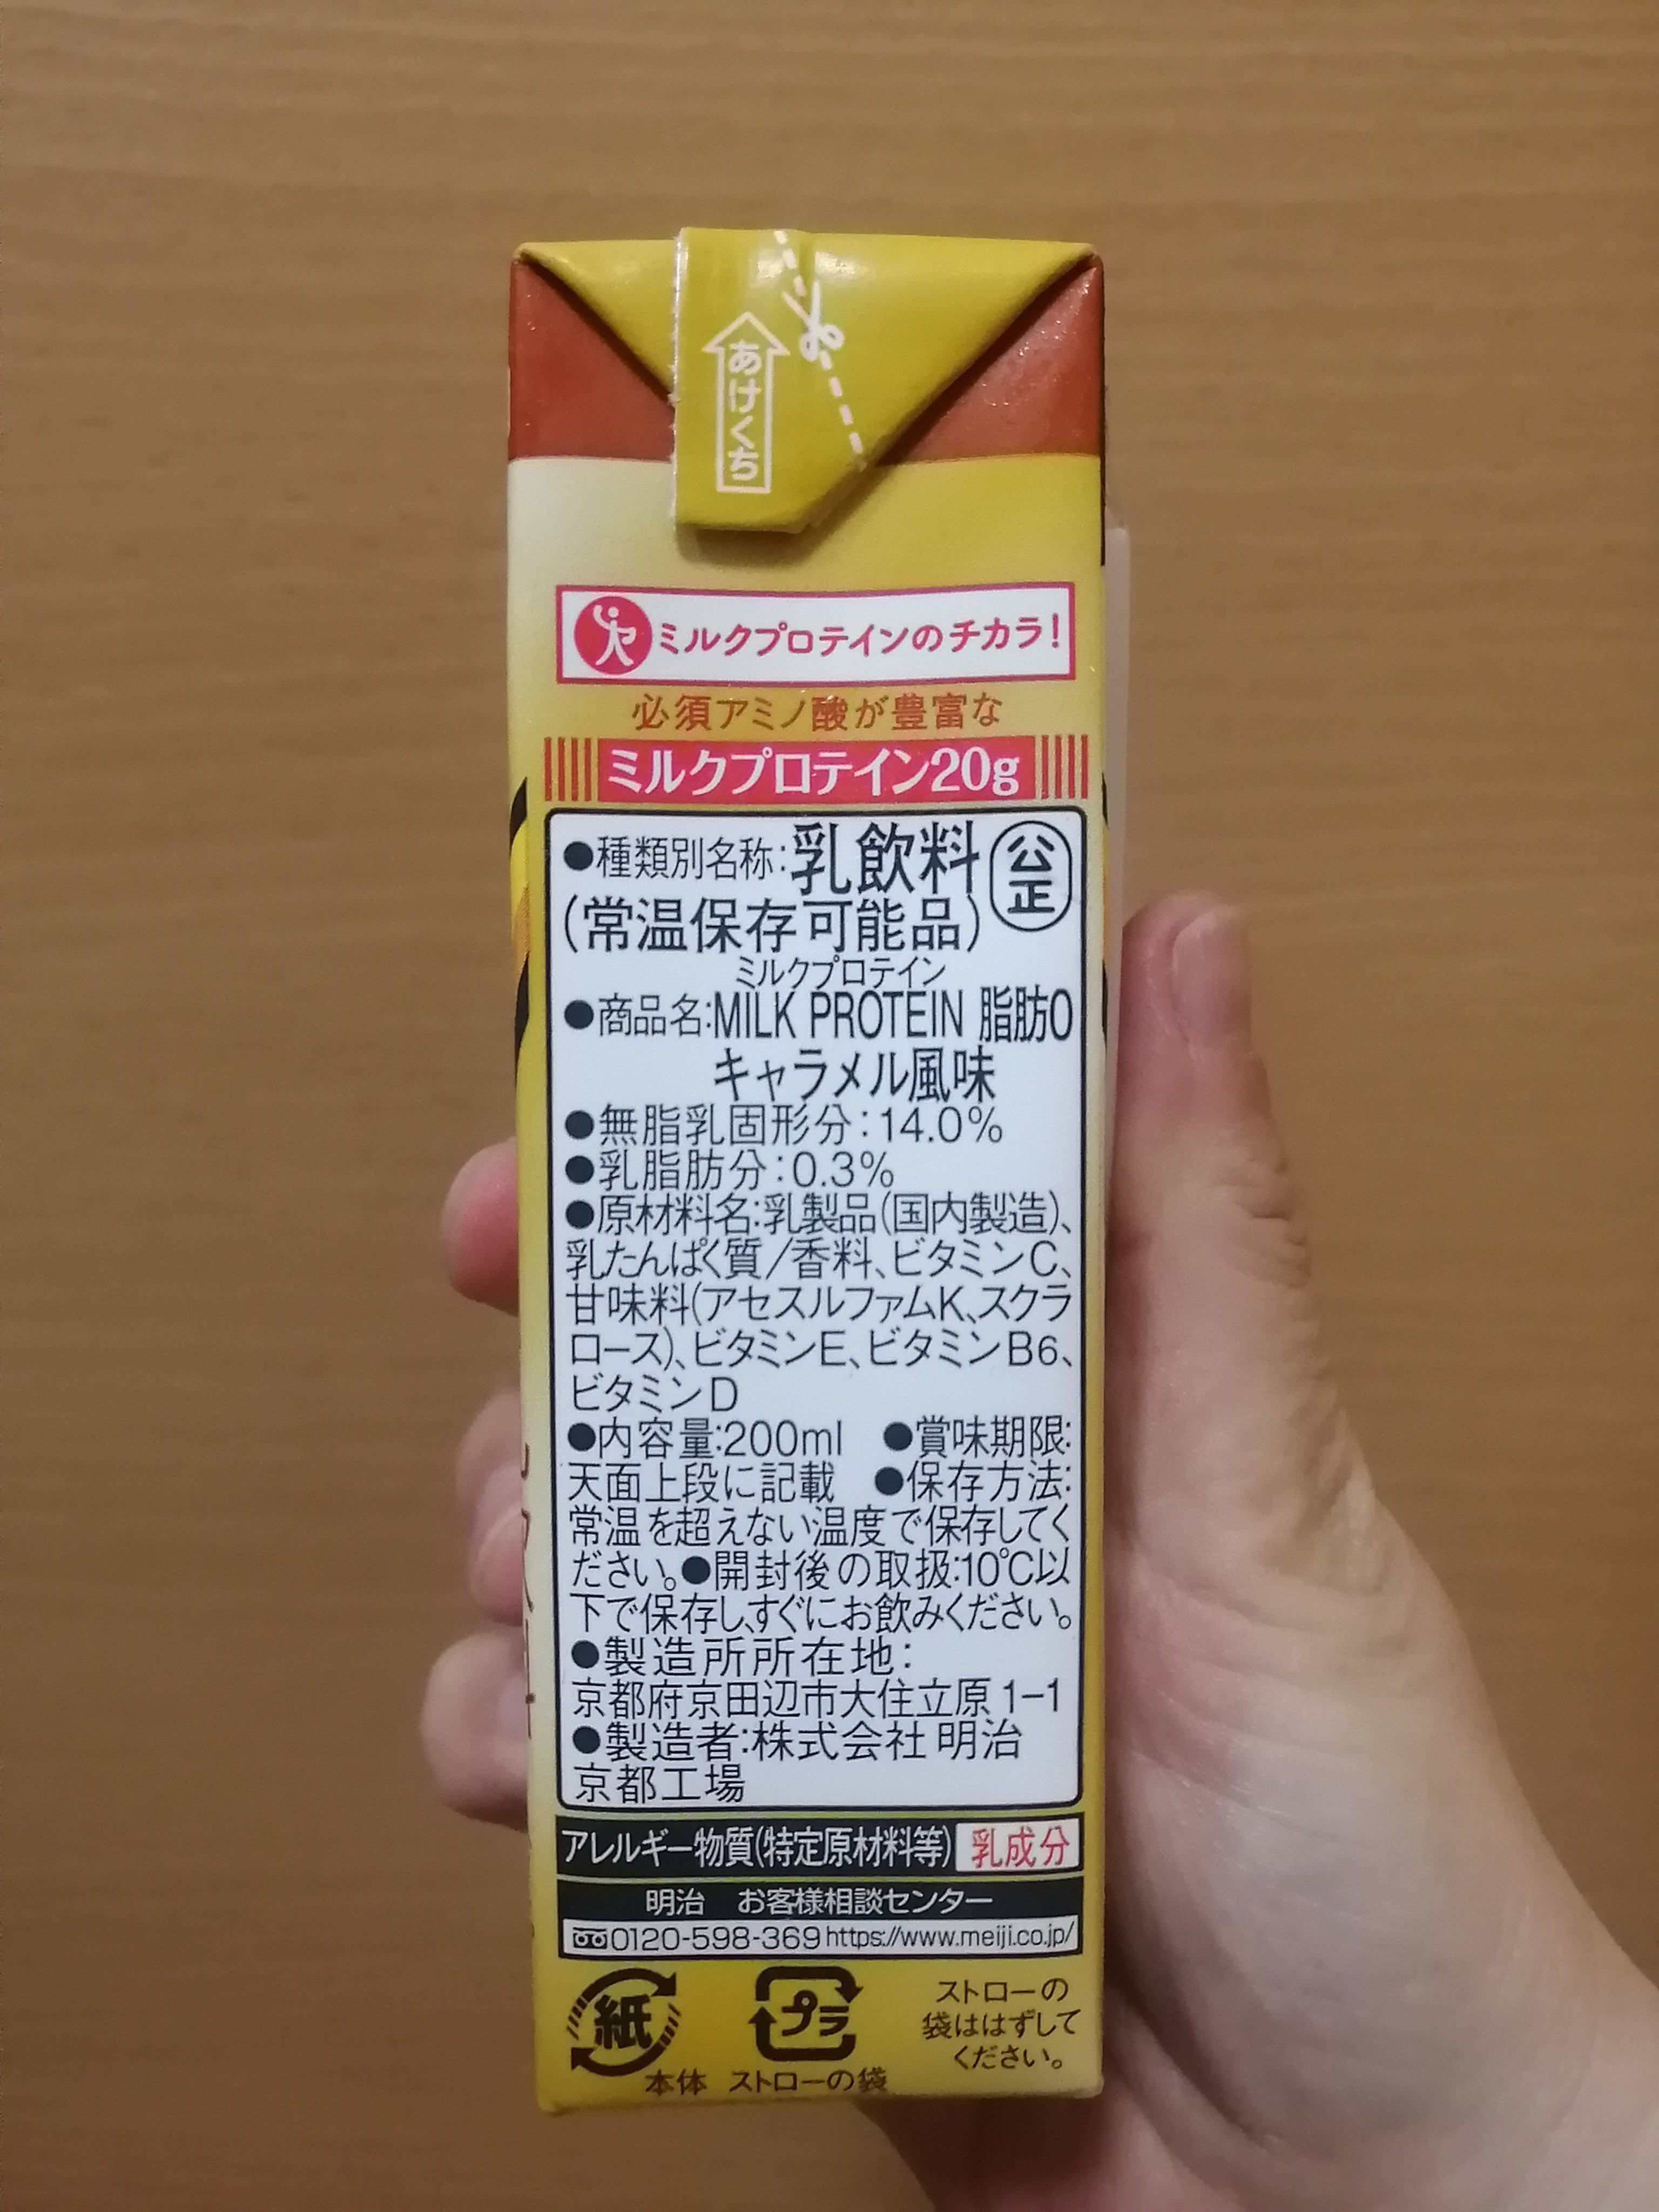 あけくち
ミルクプロテインのチカラ!
必須アミノ酸が豊富な
ミルクプロテイン20g
●種類別名称:乳飲料 公正
(常温保存可能品)
ミルクプロテイン
●商品名:MILK PROTEIN 脂肪0
キャラメル風味
●無脂乳固形分:14.0%
●乳脂肪分:0.3%
●原材料名:乳製品(国内製造)、
乳たんぱく質/香料、ビタミンC、
甘味料(アセスルファムK、スクラ
ロース)、ビタミンE、ビタミンB6、
ビタミンD
●内容量:200ml ●賞味期限:
天面上段に記載 ●保存方法:
常温を超えない温度で保存してく
ださい。●開封後の取扱:10℃以
下で保存し、すぐにお飲みください。
●製造所所在地:
京都府京田辺市大住立原1-1
●製造者:株式会社 明治
京都工場
アレルギー物質(特定原材料等) 乳成分
明治 お客様相談センター
0120-598-369 https://www.meiji.co.jp/
紙 プラ
本体 ストローの袋
ストローの
袋ははずして
ください。